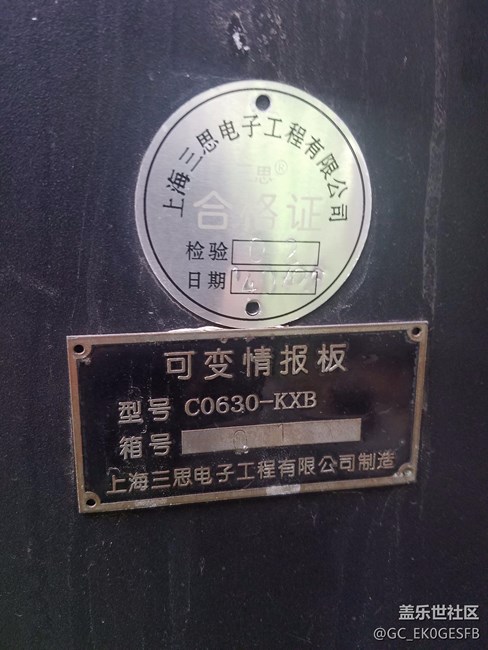 上海三思电子工程有限公司
思®
合格证
检验
日期
可变情报板
型号 C0630-KXB
箱号
上海三思电子工程有限公司制造
盖乐世社区
@GC_EK0GESFB